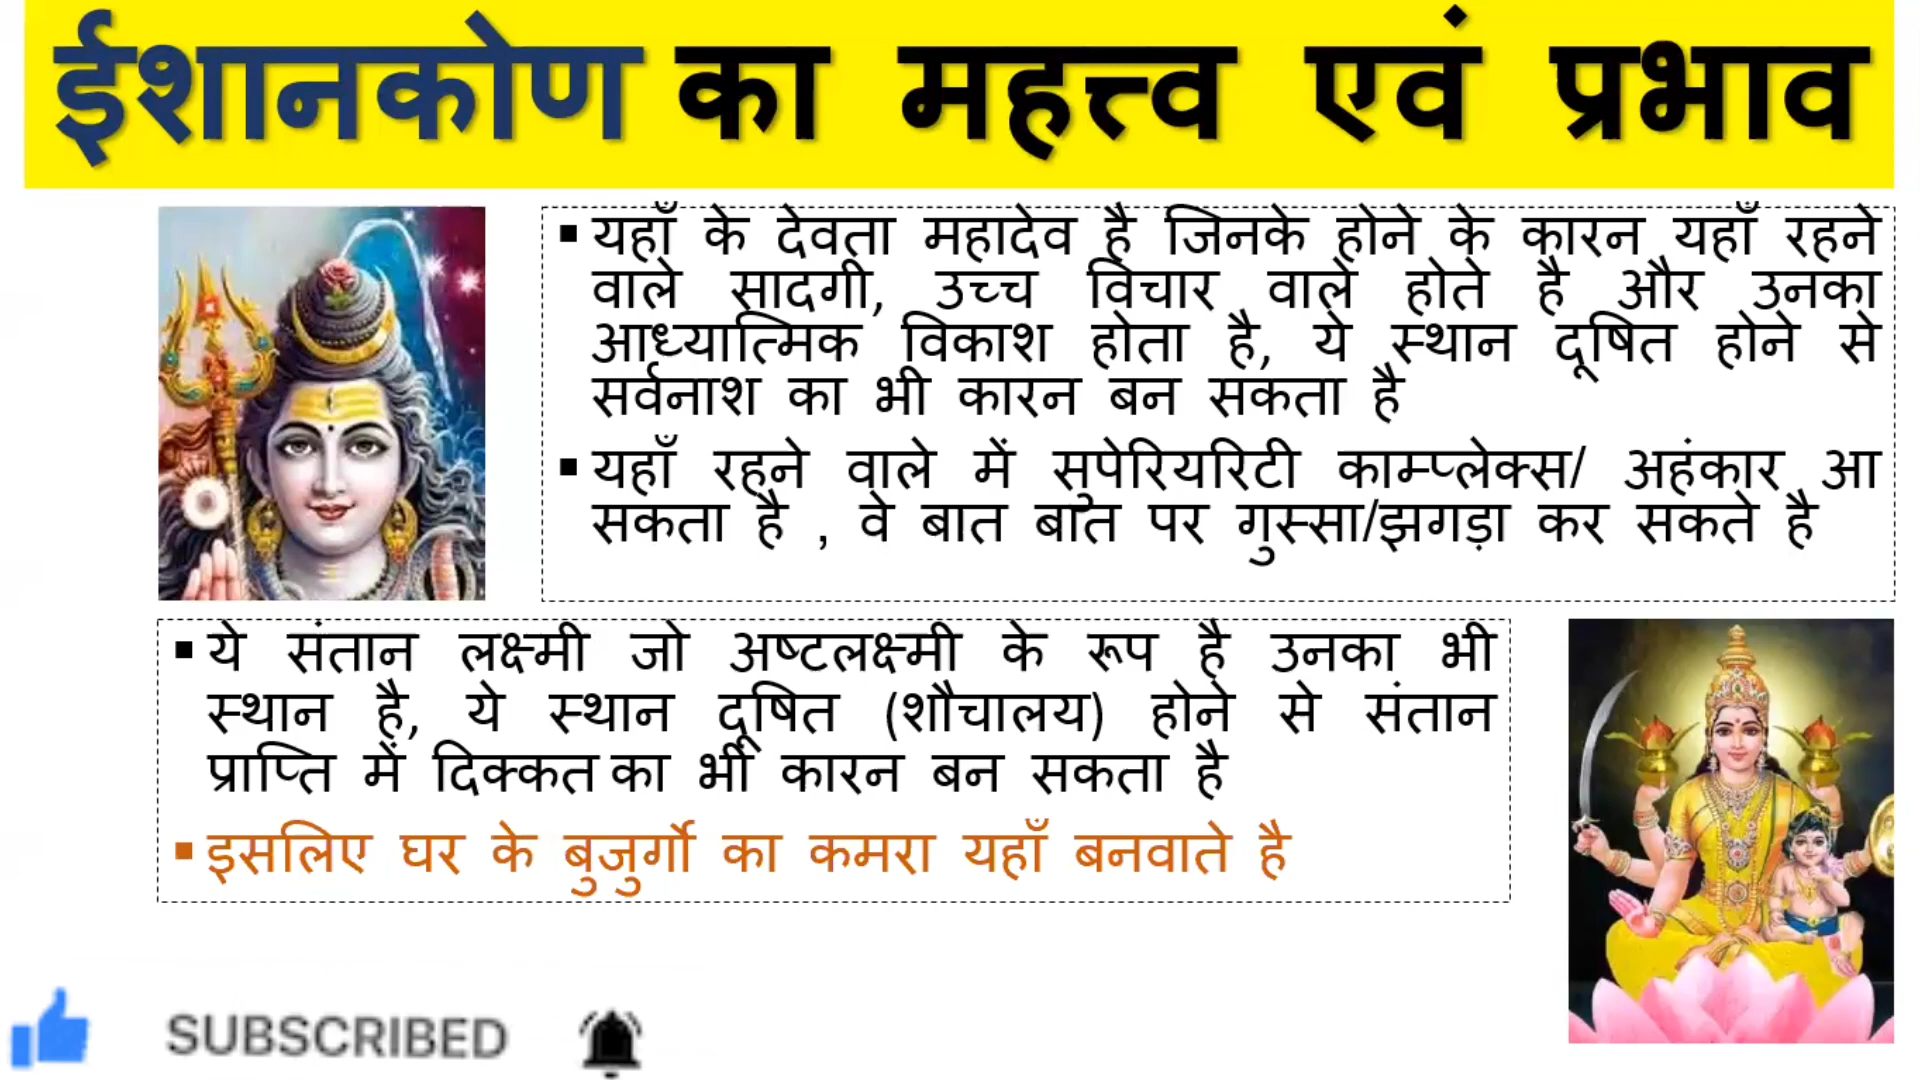 ईशानकोण का महत्त्व एवं प्रभाव
▪ यहाँ के देवता महादेव है जिनके होने के कारन यहाँ रहने
वाले सादगी, उच्च विचार वाले होते है और उनका
आध्यात्मिक विकाश होता है, ये स्थान दूषित होने से
सर्वनाश का भी कारन बन सकता है
▪ यहाँ रहने वाले में सुपेरियरिटी काम्प्लेक्स/ अहंकार आ
सकता है , वे बात बात पर गुस्सा/झगड़ा कर सकते है
▪ ये संतान लक्ष्मी जो अष्टलक्ष्मी के रूप है उनका भी
स्थान है, ये स्थान दूषित (शौचालय) होने से संतान
प्राप्ति में दिक्कत का भी कारन बन सकता है
▪ इसलिए घर के बुजुर्गो का कमरा यहाँ बनवाते है
SUBSCRIBED